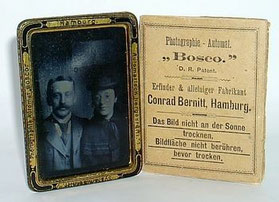 Hamburg
Photographie - Automat.
„Bosco."
D. R. Patent.
Erfinder & alleiniger Fabrikant
Conrad Bernitt, Hamburg.
Das Bild nicht an der Sonne
trocknen,
Bildfläche nicht berühren,
bevor trocken.